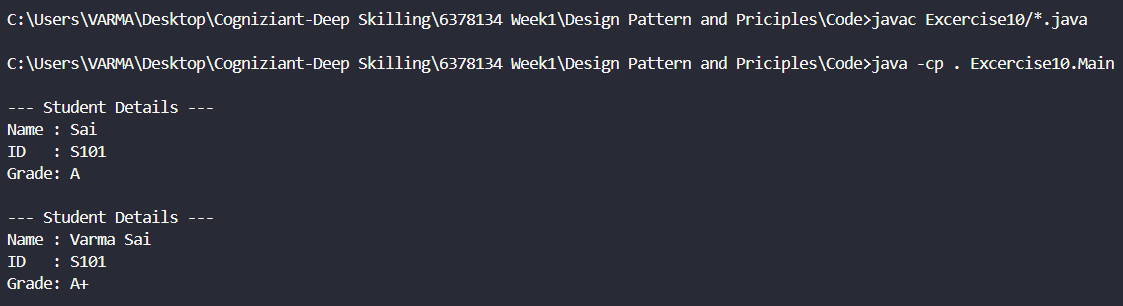 C:\Users\VARMA\Desktop\Cogniziant-Deep Skilling\6378134 Week1\Design Pattern and Priciples\Code>javac Excercise10/*.java
C:\Users\VARMA\Desktop\Cogniziant-Deep Skilling\6378134 Week1\Design Pattern and Priciples\Code>java -cp . Excercise10.Main
--- Student Details ---
Name : Sai
ID   : S101
Grade: A
--- Student Details ---
Name : Varma Sai
ID   : S101
Grade: A+